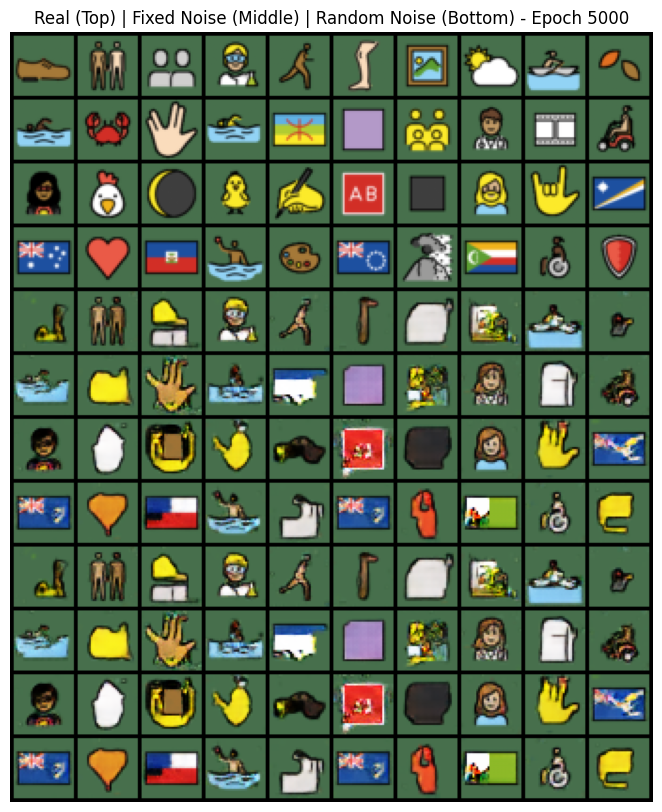 Real (Top) | Fixed Noise (Middle) | Random Noise (Bottom) - Epoch 5000
AB